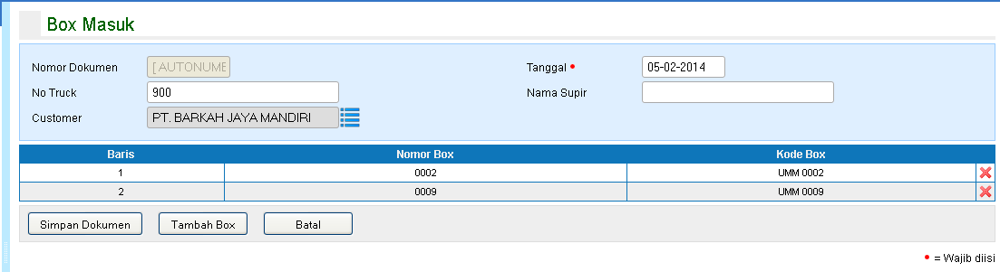 Box Masuk
Nomor Dokumen [AUTONUME Tanggal •
05-02-2014
No Truck 900 Nama Supir
Customer PT. BARKAH JAYA MANDIRI
Baris Nomor Box Kode Box
1 0002 UMM 0002
2 0009 UMM 0009
Simpan Dokumen Tambah Box Batal
• = Wajib diisi